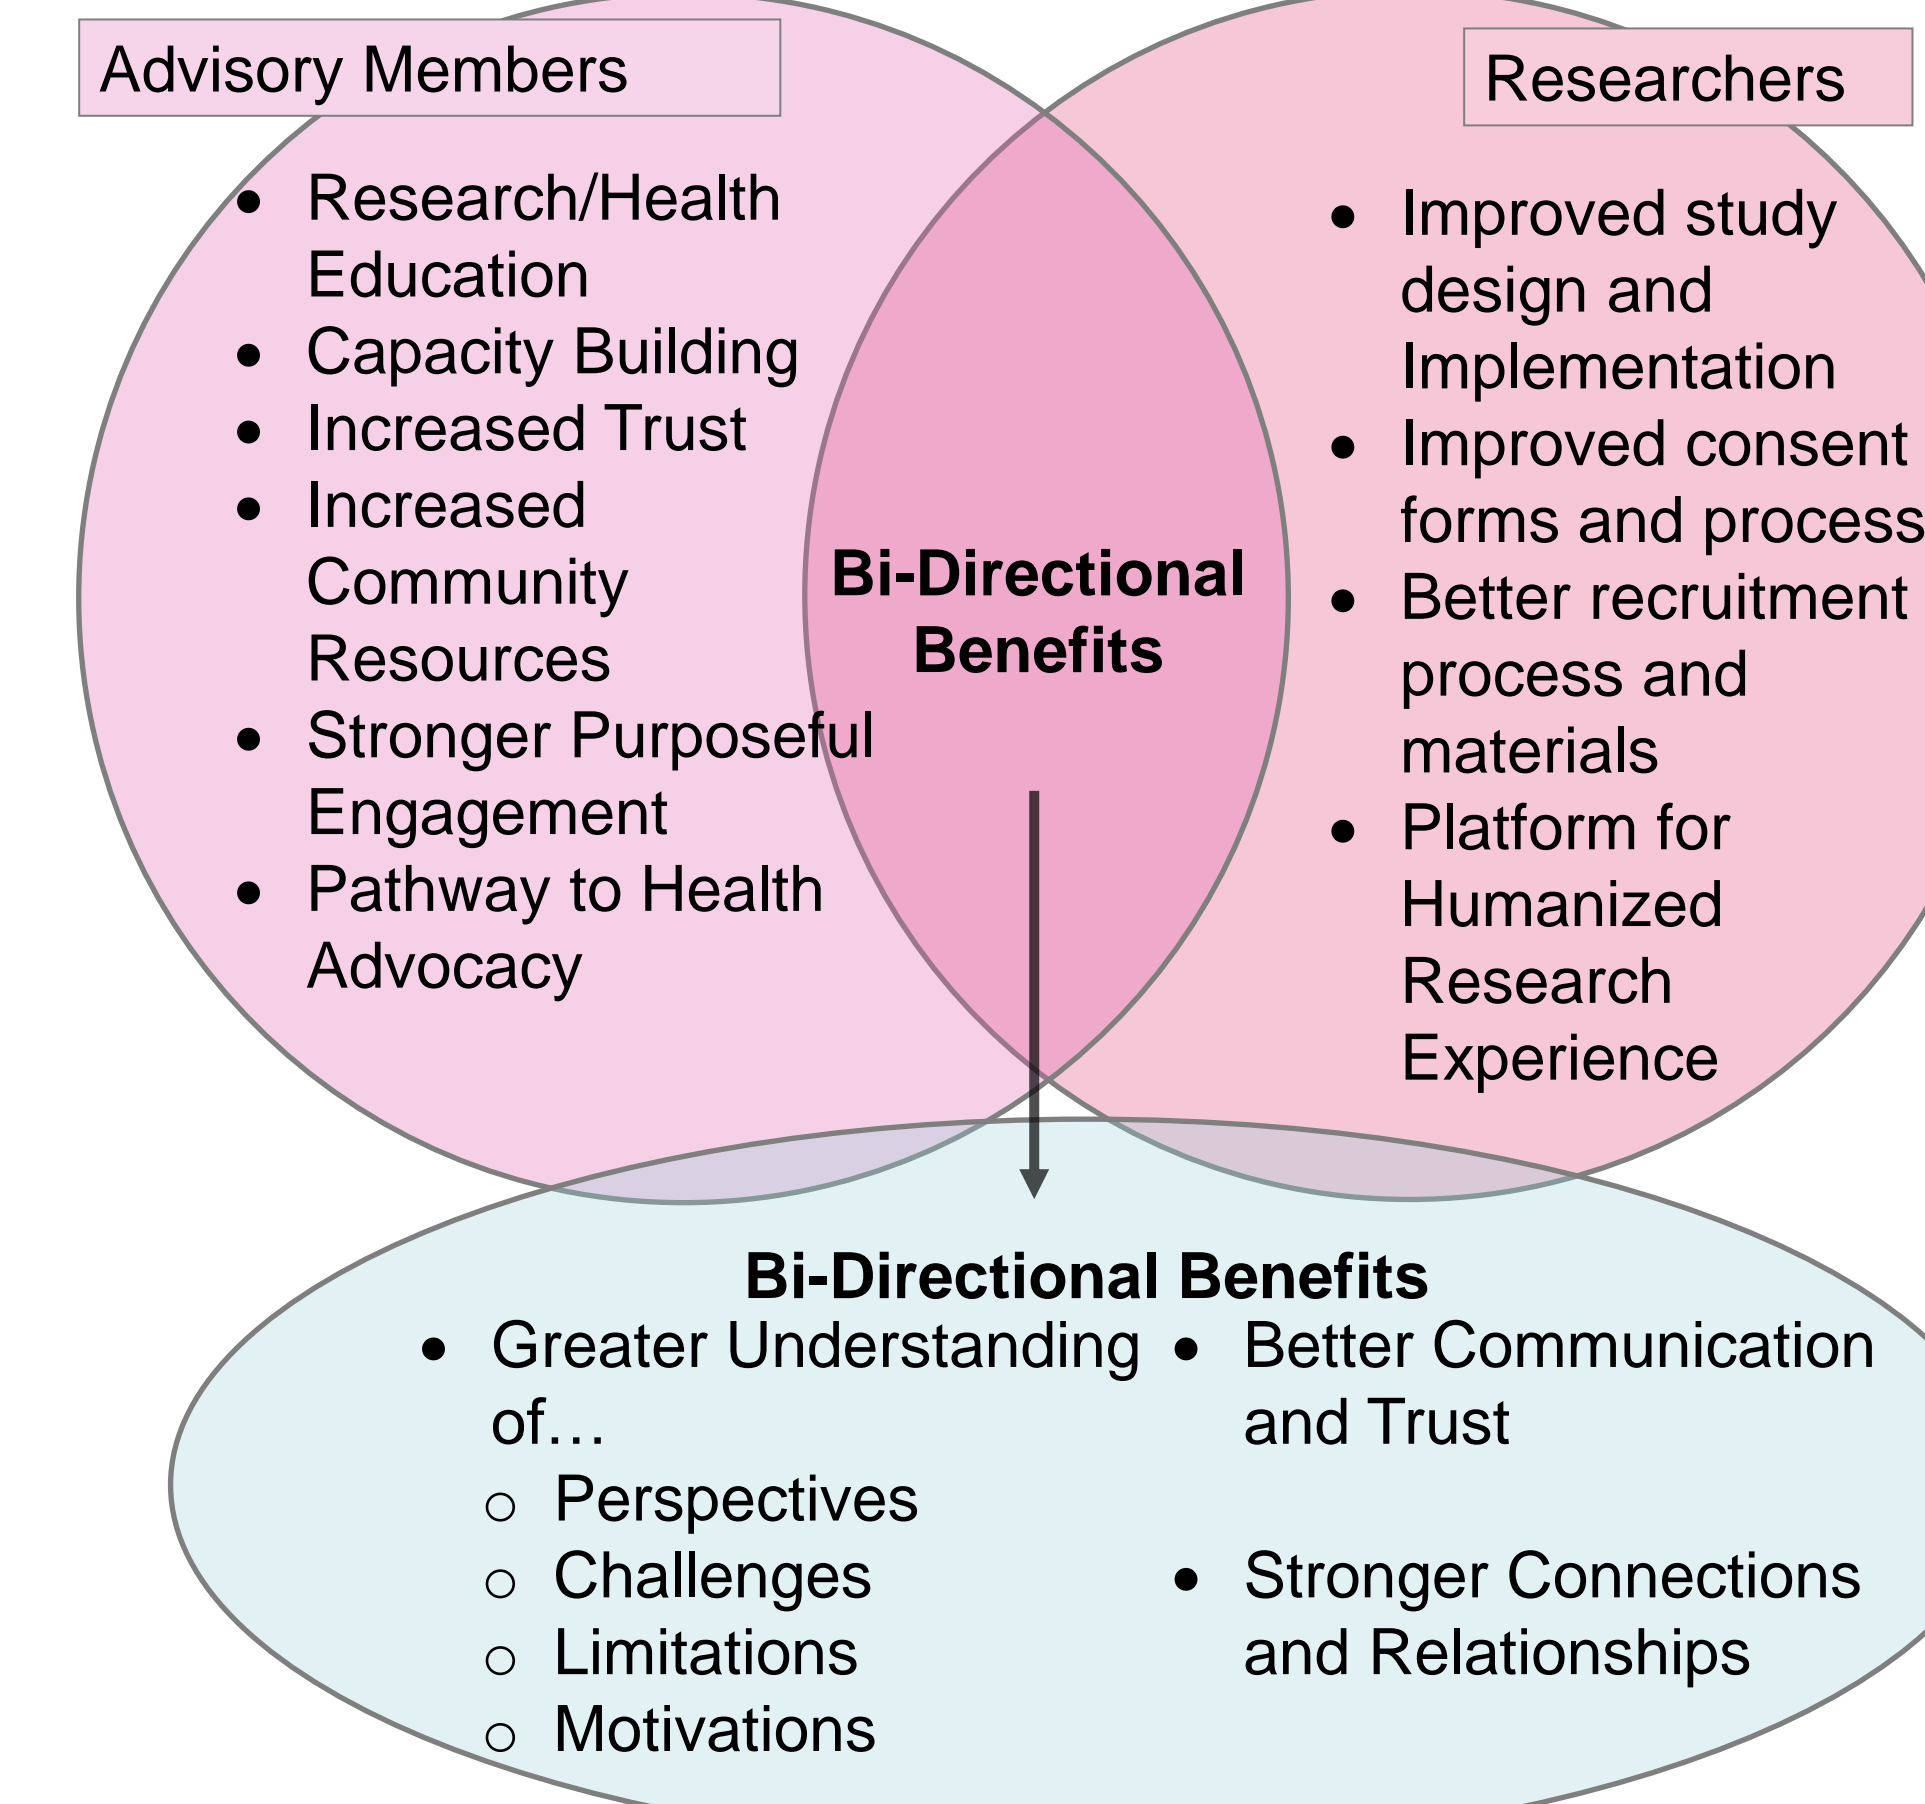 Advisory Members
• Research/Health
Education
• Capacity Building
• Increased Trust
• Increased
Community
Resources
• Stronger Purposeful
Engagement
• Pathway to Health
Advocacy
Bi-Directional
Benefits
Researchers
• Improved study
design and
Implementation
• Improved consent
forms and process
• Better recruitment
process and
materials
• Platform for
Humanized
Research
Experience
Bi-Directional Benefits
• Greater Understanding
of…
○ Perspectives
○ Challenges
○ Limitations
○ Motivations
• Better Communication
and Trust
• Stronger Connections
and Relationships